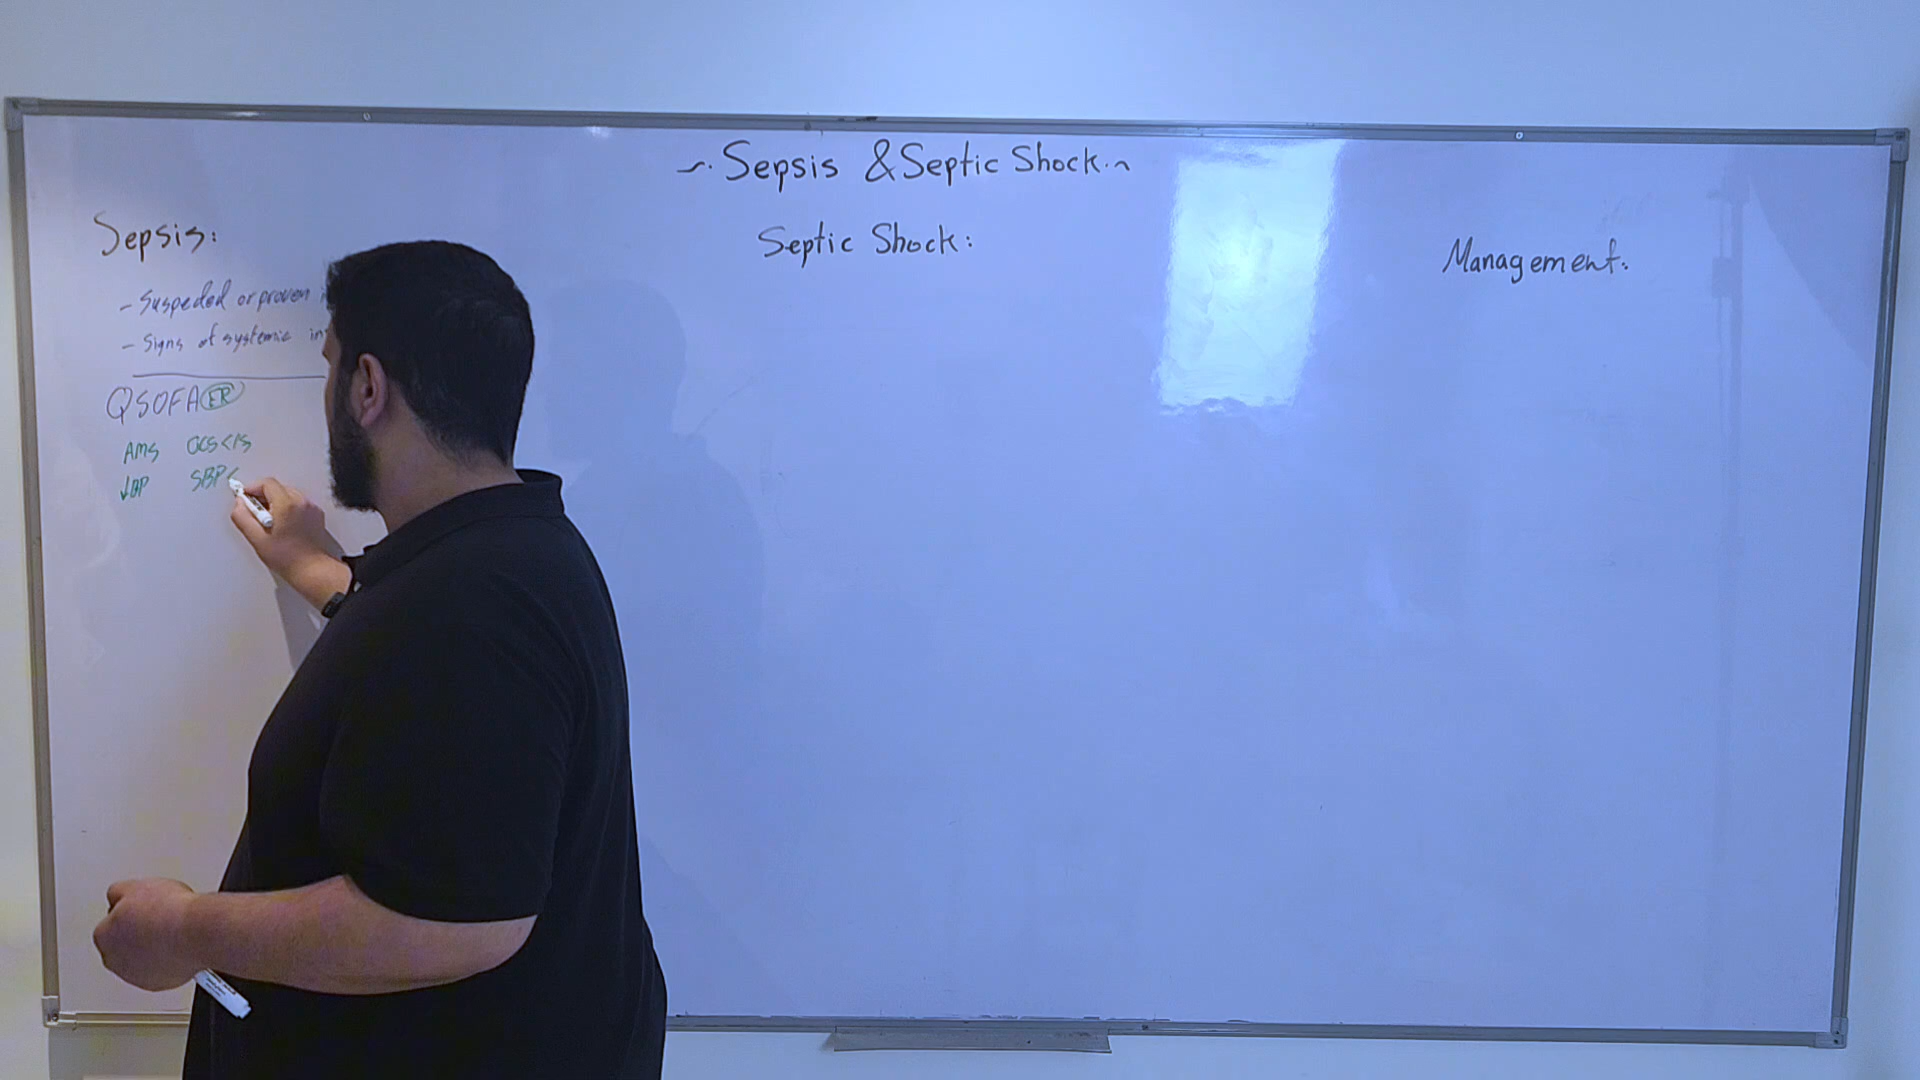 ~. Sepsis & Septic Shock. ~
Sepsis:
- Suspeded or proven
- Signs of systemic
QSOFA ER
AMS GCS<15
↓BP SBP<
Septic Shock:
Management: